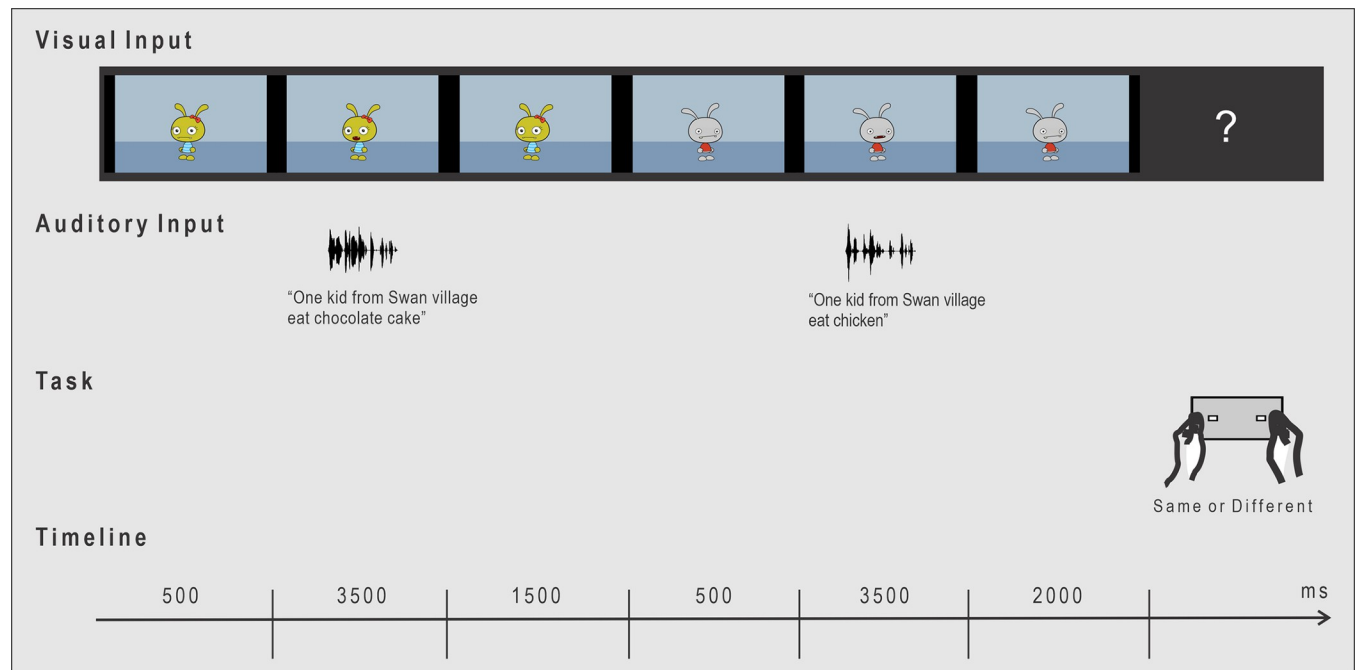 Visual Input
?
Auditory Input
“One kid from Swan village
eat chocolate cake”
“One kid from Swan village
eat chicken”
Task
Same or Different
Timeline
500 3500 1500 500 3500 2000 ms